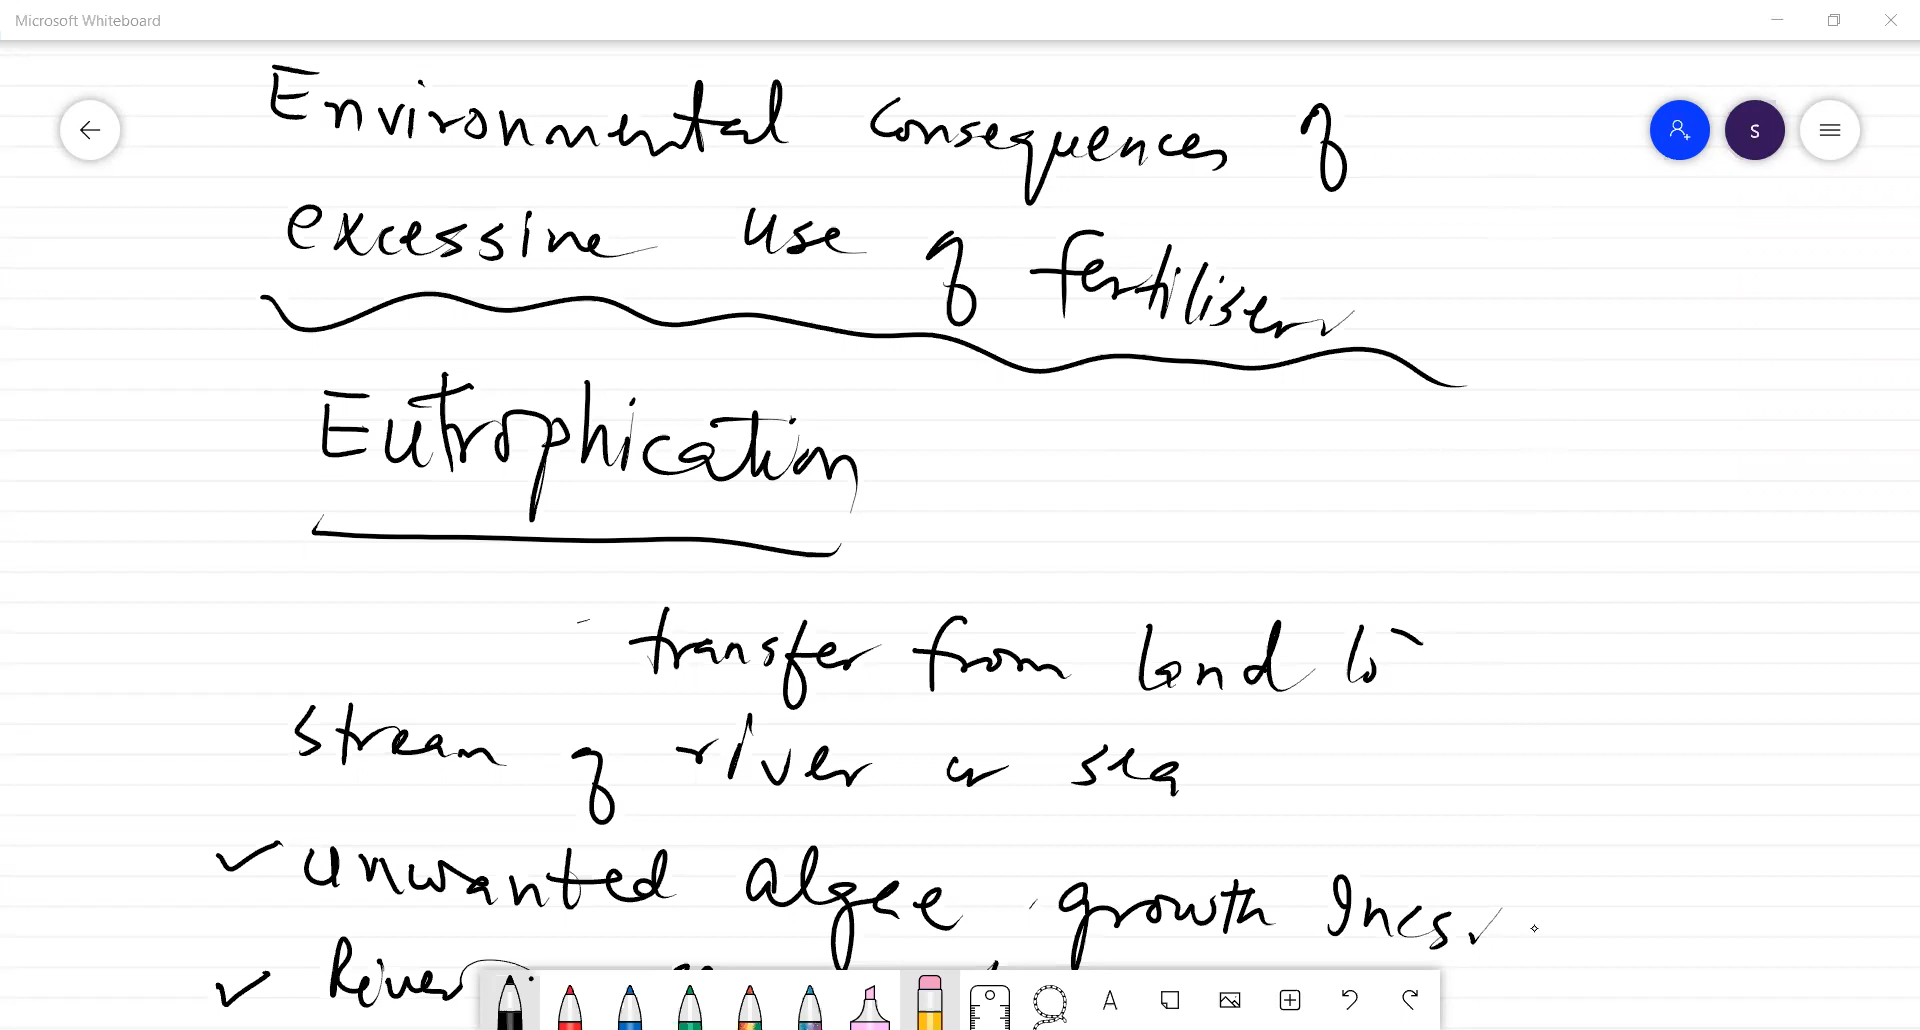 Microsoft Whiteboard
S
Environmental consequences of
excessive use of fertiliser
Eutrophication
transfer from land to
stream of river or sea
unwanted algee growth Incs.
River
A